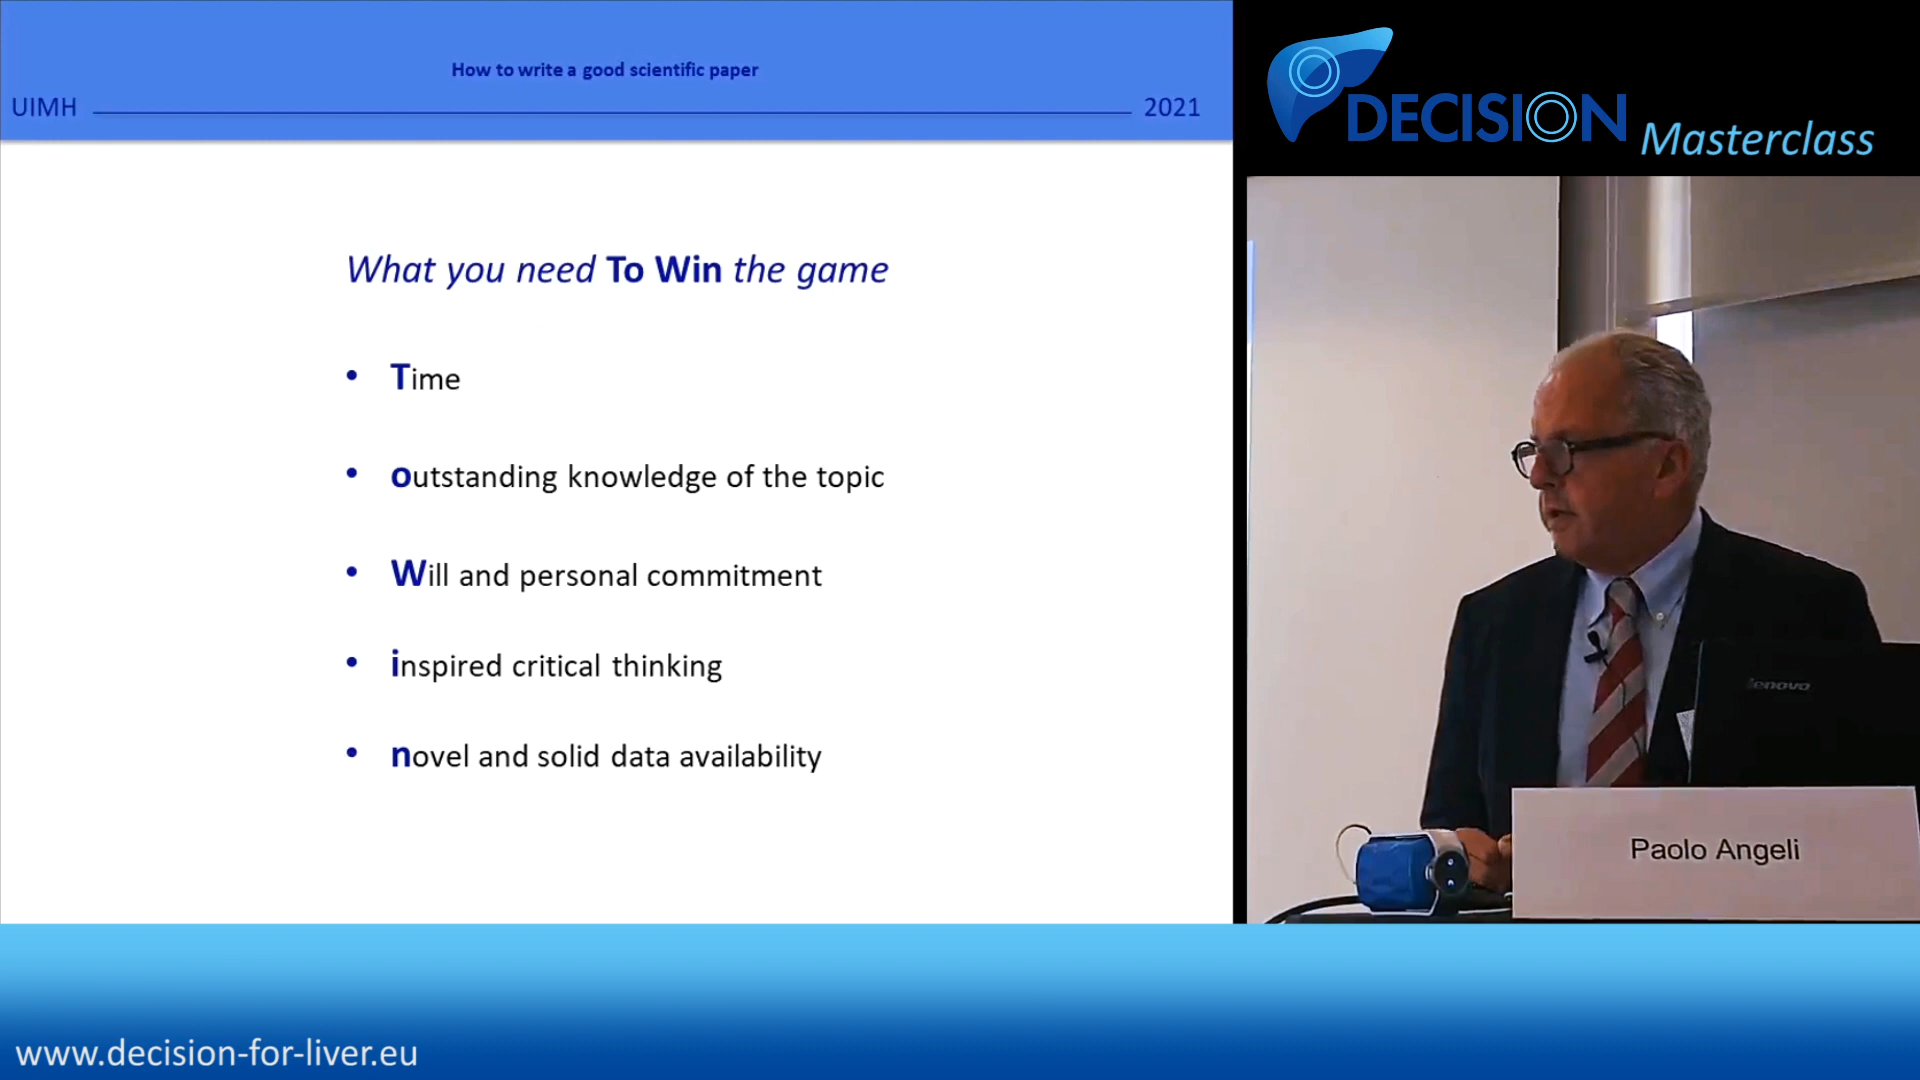 How to write a good scientific paper
UIMH
2021
What you need To Win the game
• Time
• outstanding knowledge of the topic
• Will and personal commitment
• inspired critical thinking
• novel and solid data availability
DECISION
Masterclass
lenovo
Paolo Angeli
www.decision-for-liver.eu